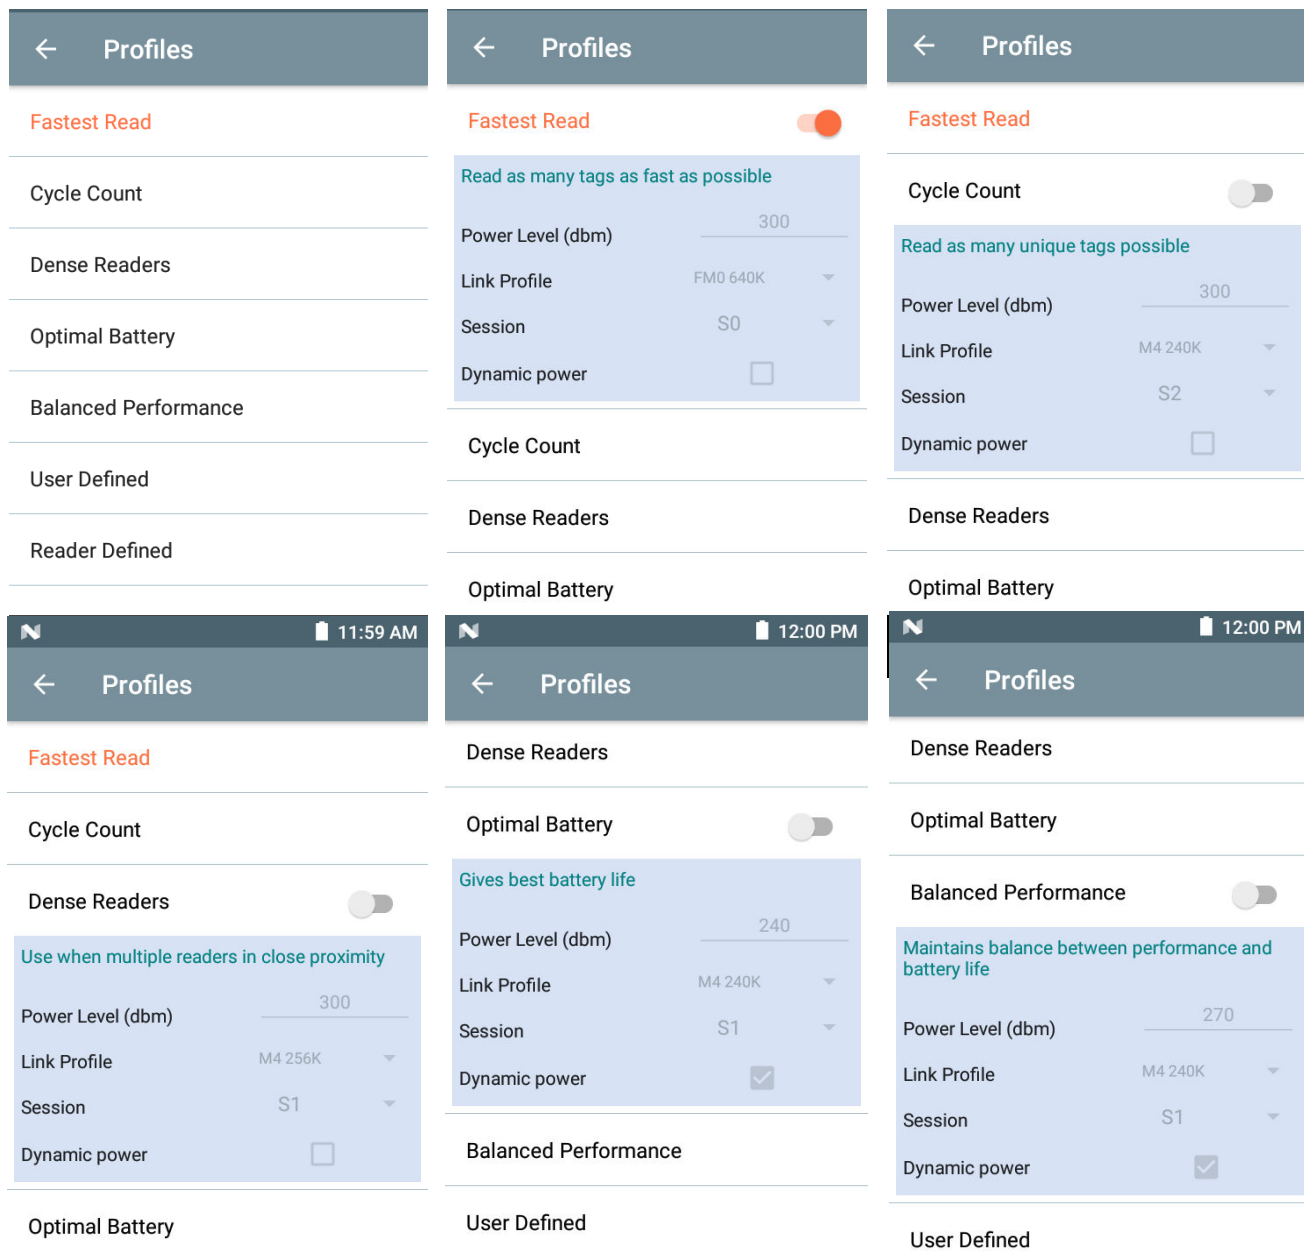 Profiles
Fastest Read
Cycle Count
Dense Readers
Optimal Battery
Balanced Performance
User Defined
Reader Defined
Profiles
Fastest Read
Read as many tags as fast as possible
Power Level (dbm) 300
Link Profile FM0 640K
Session S0
Dynamic power
Cycle Count
Dense Readers
Optimal Battery
Profiles
Fastest Read
Cycle Count
Read as many unique tags possible
Power Level (dbm) 300
Link Profile M4 240K
Session S2
Dynamic power
Dense Readers
Optimal Battery
11:59 AM
Profiles
Fastest Read
Cycle Count
Dense Readers
Use when multiple readers in close proximity
Power Level (dbm) 300
Link Profile M4 256K
Session S1
Dynamic power
Optimal Battery
12:00 PM
Profiles
Dense Readers
Optimal Battery
Gives best battery life
Power Level (dbm) 240
Link Profile M4 240K
Session S1
Dynamic power
Balanced Performance
User Defined
12:00 PM
Profiles
Dense Readers
Optimal Battery
Balanced Performance
Maintains balance between performance and
battery life
Power Level (dbm) 270
Link Profile M4 240K
Session S1
Dynamic power
User Defined